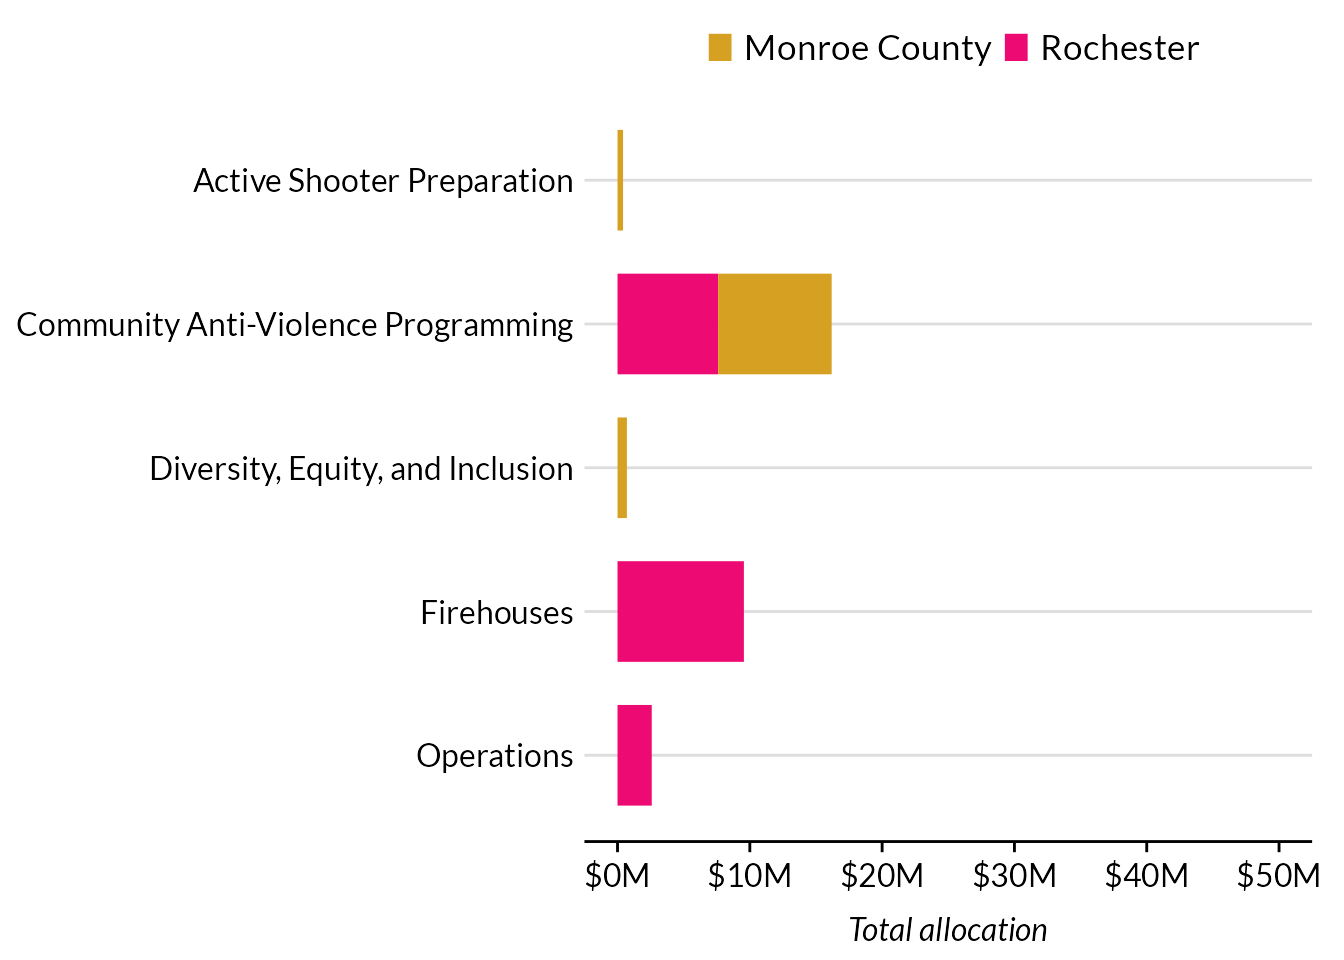 Monroe County Rochester
Active Shooter Preparation
Community Anti-Violence Programming
Diversity, Equity, and Inclusion
Firehouses
Operations
$0M $10M $20M $30M $40M $50M
Total allocation